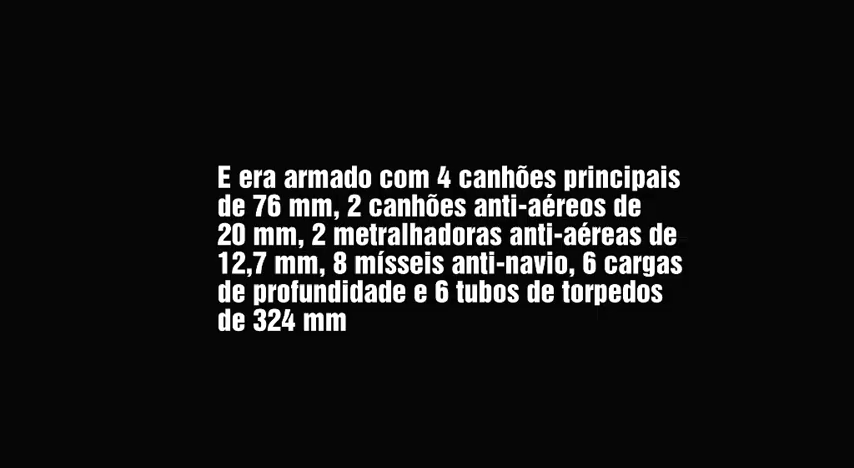 E era armado com 4 canhões principais
de 76 mm, 2 canhões anti-aéreos de
20 mm, 2 metralhadoras anti-aéreas de
12,7 mm, 8 mísseis anti-navio, 6 cargas
de profundidade e 6 tubos de torpedos
de 324 mm